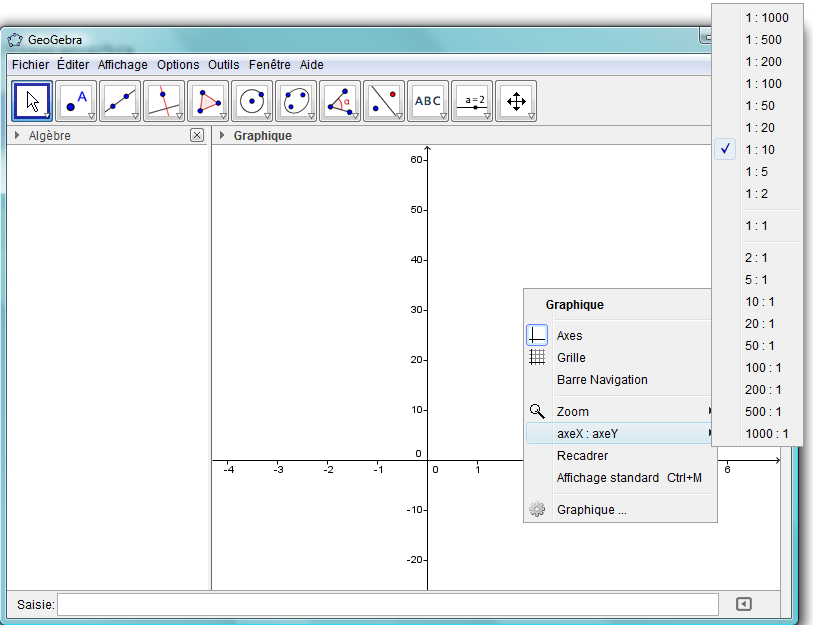 GeoGebra
Fichier Éditer Affichage Options Outils Fenêtre Aide
A
α
ABC
a=2
Algèbre
Graphique
60
50
40
30
20
10
0
-10
-20
-4 -3 -2 -1 0 1 6
Graphique
Axes
Grille
Barre Navigation
Zoom
axeX : axeY
Recadrer
Affichage standard Ctrl+M
Graphique ...
1 : 1000
1 : 500
1 : 200
1 : 100
1 : 50
1 : 20
1 : 10
1 : 5
1 : 2
1 : 1
2 : 1
5 : 1
10 : 1
20 : 1
50 : 1
100 : 1
200 : 1
500 : 1
1000 : 1
Saisie: